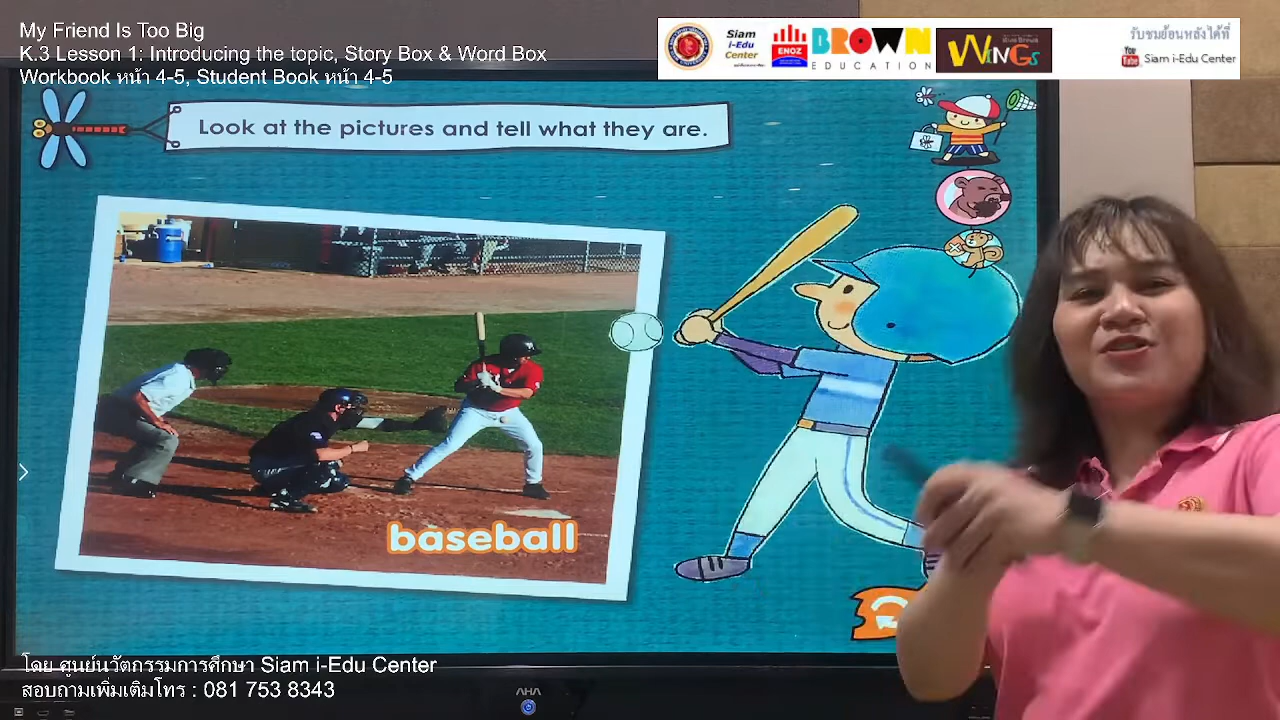 My Friend Is Too Big
K.3 Lesson 1: Introducing the topic, Story Box & Word Box
Workbook หน้า 4-5, Student Book หน้า 4-5
Siam
i-Edu
Center
ENOZ
BROWN
EDUCATION
WINGS
รับชมย้อนหลังได้ที่
You
Tube
Siam i-Edu Center
Look at the pictures and tell what they are.
baseball
โดย ศูนย์นวัตกรรมการศึกษา Siam i-Edu Center
สอบถามเพิ่มเติมโทร : 081 753 8343
AHA